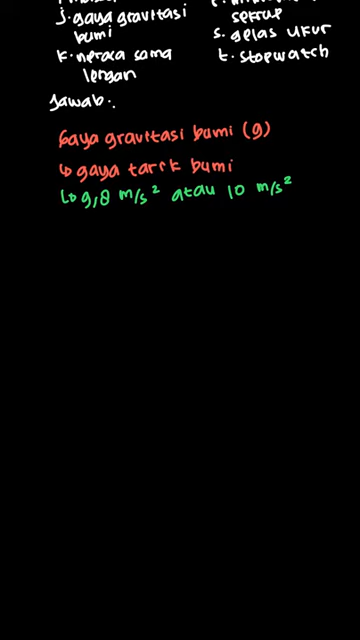 j. gaya gravitasi
bumi
k. neraca sama
lengan
sekrup
s. gelas ukur
t. stopwatch
Jawab :
Gaya gravitasi bumi (g)
↳ gaya tarik bumi
↳ 9,8 m/s² atau 10 m/s²